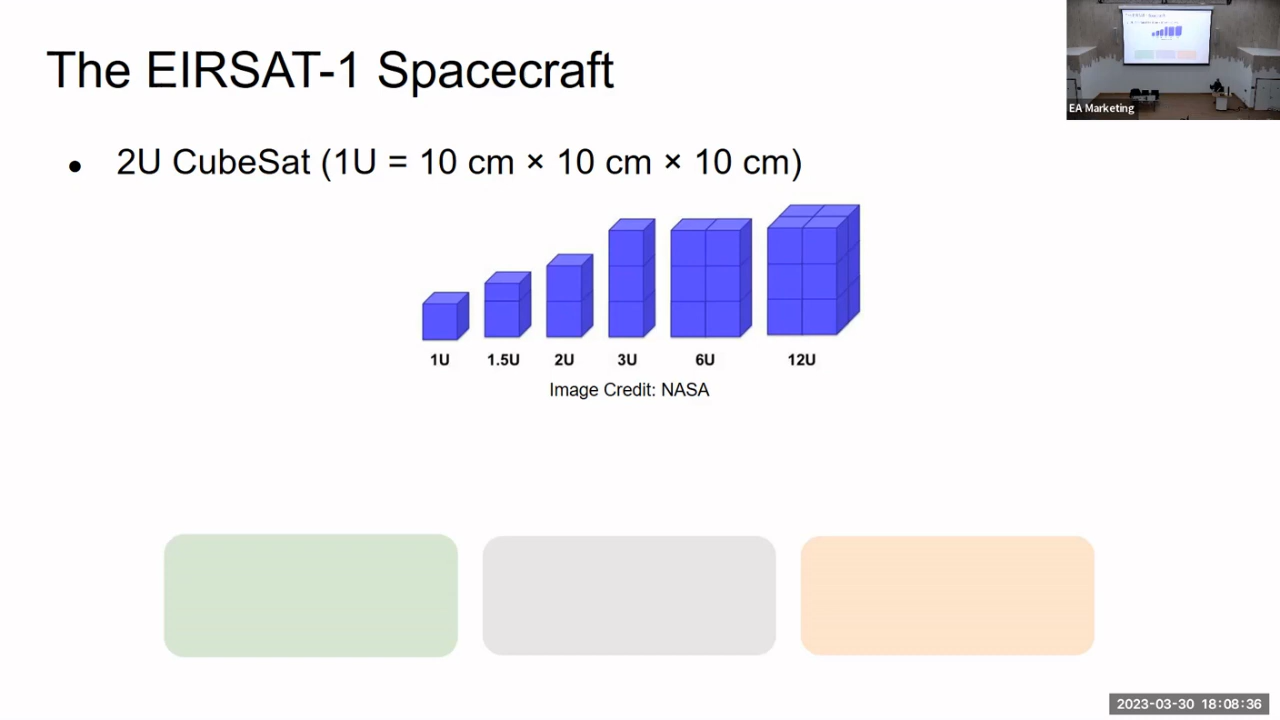 The EIRSAT-1 Spacecraft
EA Marketing
● 2U CubeSat (1U = 10 cm × 10 cm × 10 cm)
1U 1.5U 2U 3U 6U 12U
Image Credit: NASA
2023-03-30 18:08:36